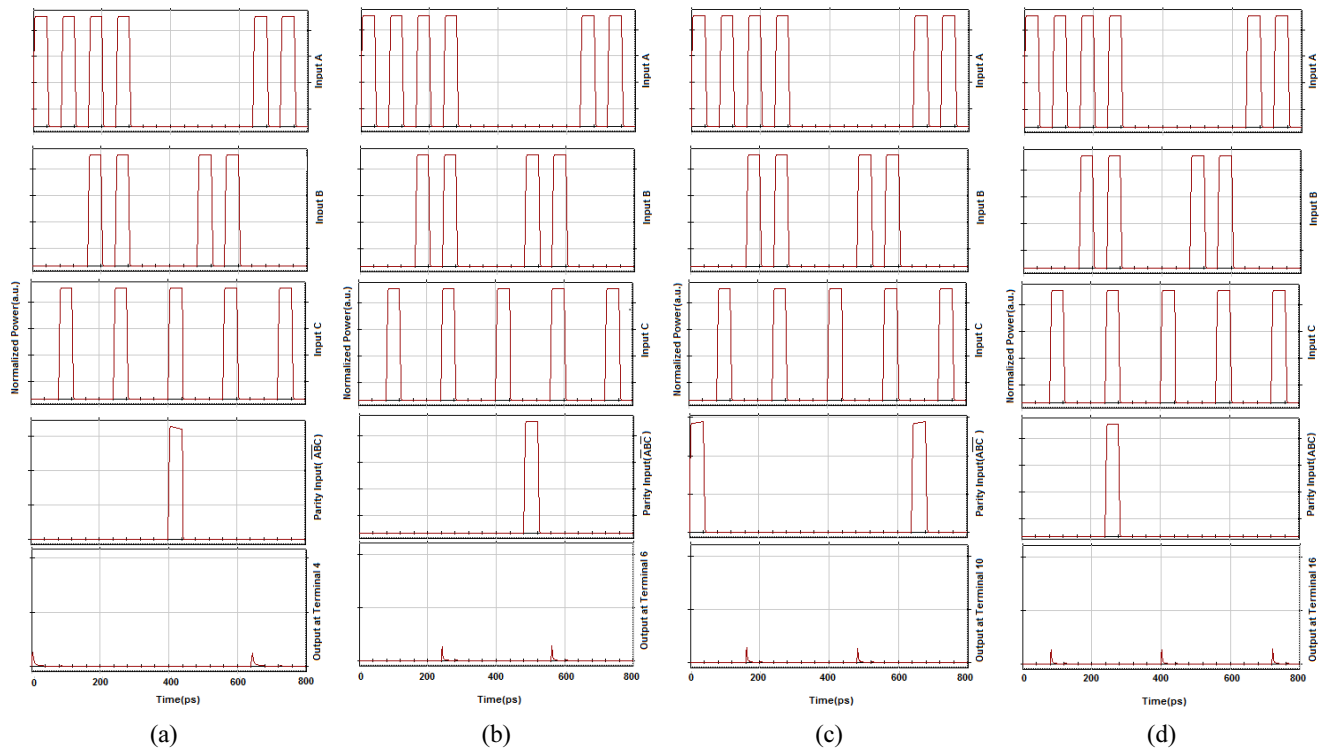 Input A
Input B
Input C
Parity Input( A̅B̅C)
Output at Terminal 4
Normalized Power(a.u.)
0 200 400 600 800
Time(ps)
(a)
Input A
Input B
Input C
Parity Input(A̅BC̅)
Output at Terminal 6
Normalized Power(a.u.)
0 200 400 600 800
Time(ps)
(b)
Input A
Input B
Input C
Parity Input(AB̅C̅ )
Output at Terminal 10
Normalized Power(a.u.)
0 200 400 600 800
Time(ps)
(c)
Input A
Input B
Input C
Parity Input(ABC)
Output at Terminal 16
Normalized Power(a.u.)
0 200 400 600 800
Time(ps)
(d)